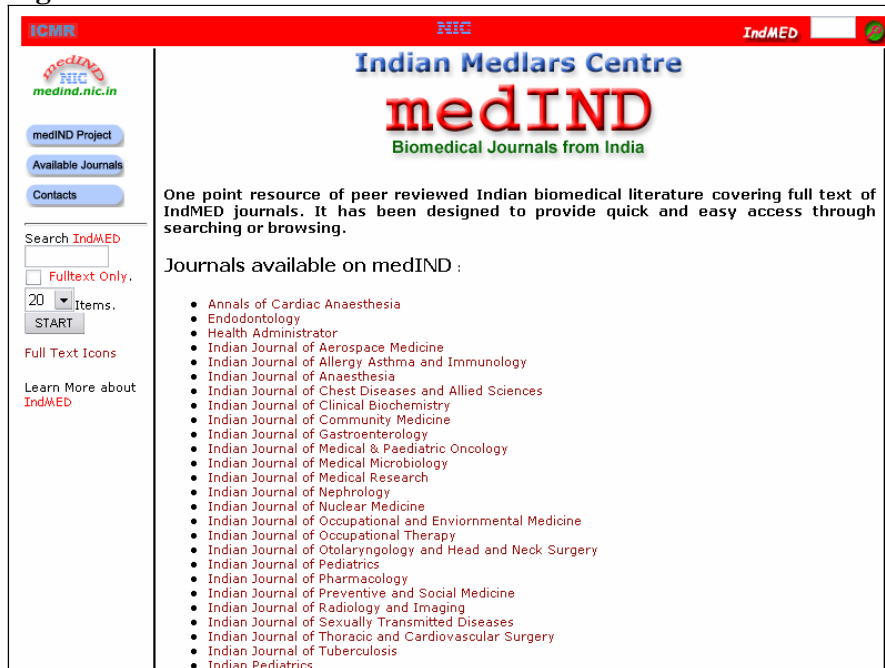 ICMR
NIC
IndMED
medIND
NIC
medind.nic.in
medIND Project
Available Journals
Contacts
Search IndMED
Fulltext Only.
20 Items.
START
Full Text Icons
Learn More about
IndMED
Indian Medlars Centre
medIND
Biomedical Journals from India
One point resource of peer reviewed Indian biomedical literature covering full text of
IndMED journals. It has been designed to provide quick and easy access through
searching or browsing.
Journals available on medIND :
Annals of Cardiac Anaesthesia
Endodontology
Health Administrator
Indian Journal of Aerospace Medicine
Indian Journal of Allergy Asthma and Immunology
Indian Journal of Anaesthesia
Indian Journal of Chest Diseases and Allied Sciences
Indian Journal of Clinical Biochemistry
Indian Journal of Community Medicine
Indian Journal of Gastroenterology
Indian Journal of Medical & Paediatric Oncology
Indian Journal of Medical Microbiology
Indian Journal of Medical Research
Indian Journal of Nephrology
Indian Journal of Nuclear Medicine
Indian Journal of Occupational and Enviornmental Medicine
Indian Journal of Occupational Therapy
Indian Journal of Otolaryngology and Head and Neck Surgery
Indian Journal of Pediatrics
Indian Journal of Pharmacology
Indian Journal of Preventive and Social Medicine
Indian Journal of Radiology and Imaging
Indian Journal of Sexually Transmitted Diseases
Indian Journal of Thoracic and Cardiovascular Surgery
Indian Journal of Tuberculosis
Indian Pediatrics